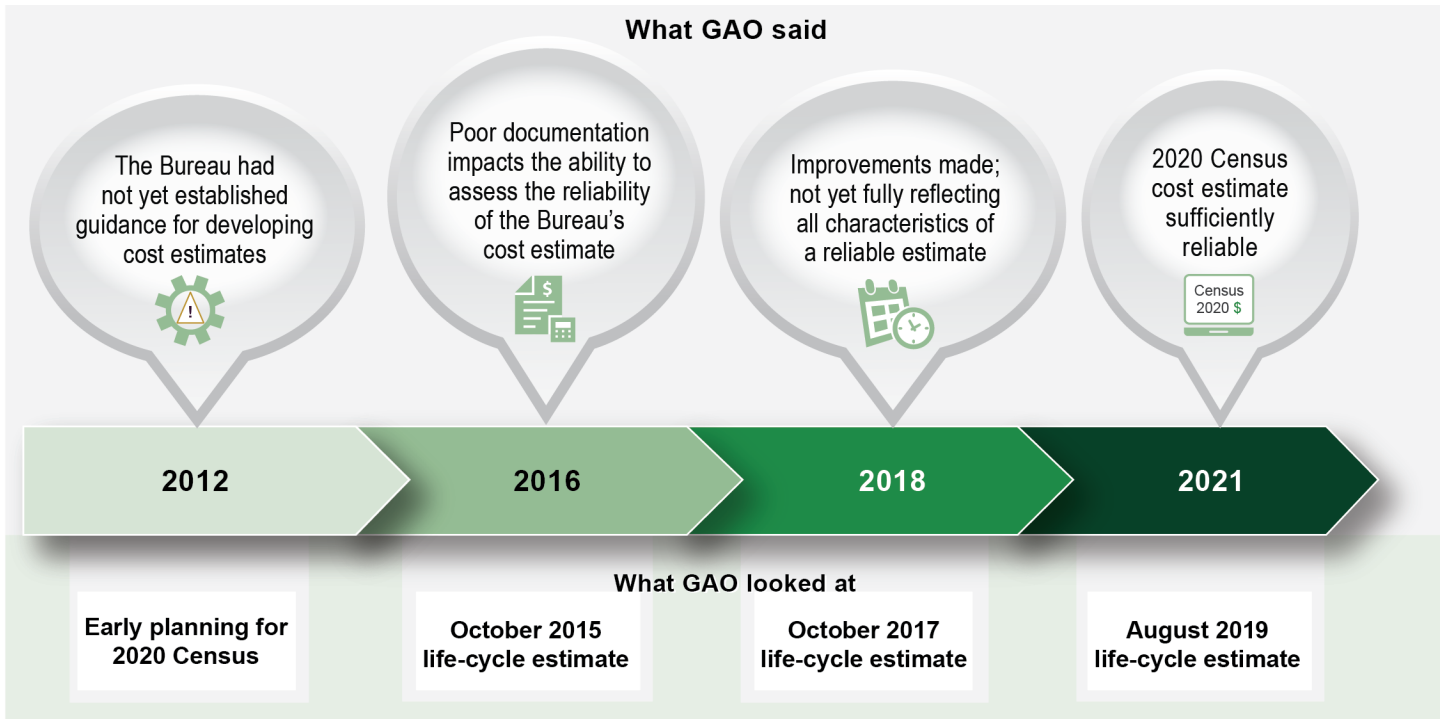 What GAO said
The Bureau had
not yet established
guidance for developing
cost estimates
!
Poor documentation
impacts the ability to
assess the reliability
of the Bureau’s
cost estimate
$
Improvements made;
not yet fully reflecting
all characteristics of
a reliable estimate
2020 Census
cost estimate
sufficiently
reliable
Census
2020 $
2012
2016
2018
2021
What GAO looked at
Early planning for
2020 Census
October 2015
life-cycle estimate
October 2017
life-cycle estimate
August 2019
life-cycle estimate